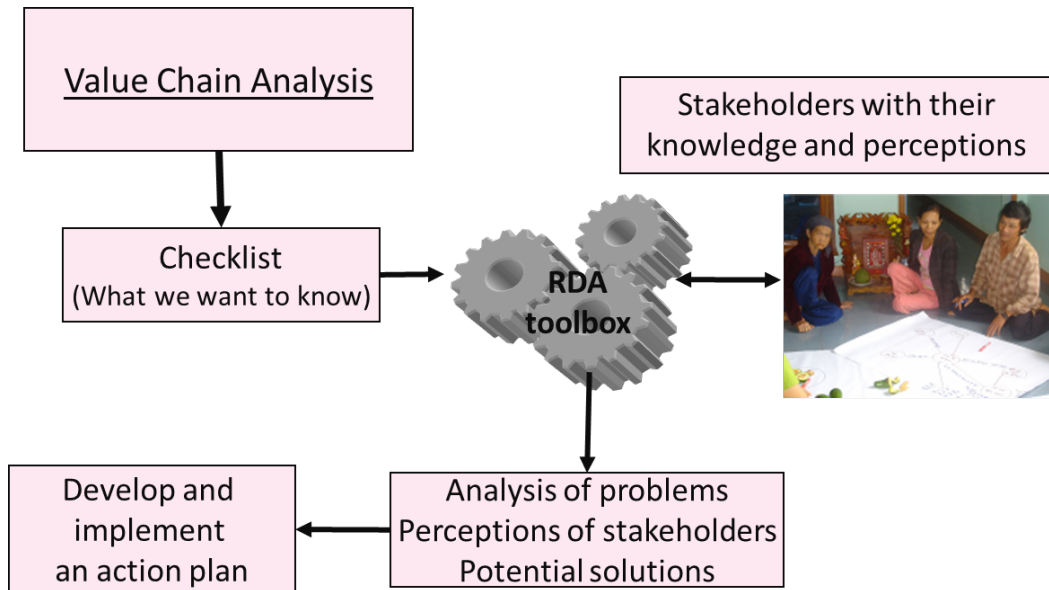 Value Chain Analysis
Stakeholders with their
knowledge and perceptions
Checklist
(What we want to know)
RDA
toolbox
Analysis of problems
Perceptions of stakeholders
Potential solutions
Develop and
implement
an action plan